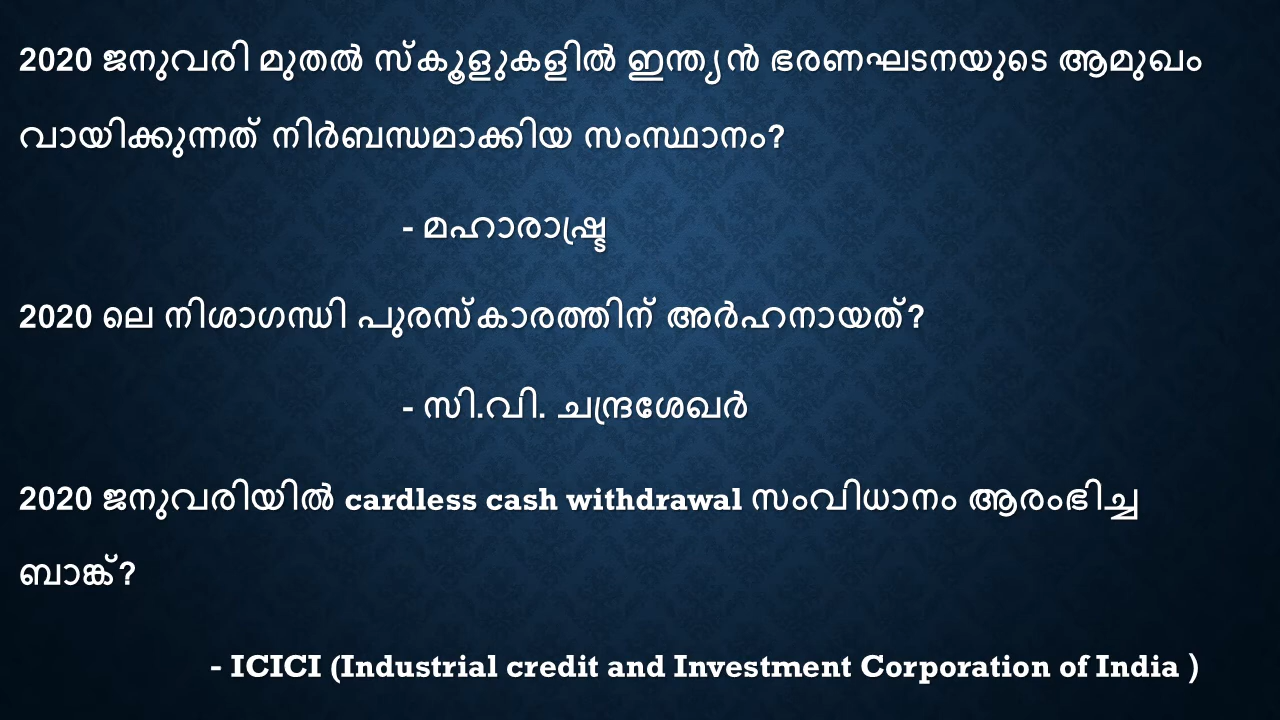 2020 ജനുവരി മുതൽ സ്കൂളുകളിൽ ഇന്ത്യൻ ഭരണഘടനയുടെ ആമുഖം
വായിക്കുന്നത് നിർബന്ധമാക്കിയ സംസ്ഥാനം?
- മഹാരാഷ്ട്ര
2020 ലെ നിശാഗന്ധി പുരസ്കാരത്തിന് അർഹനായത്?
- സി.വി. ചന്ദ്രശേഖർ
2020 ജനുവരിയിൽ cardless cash withdrawal സംവിധാനം ആരംഭിച്ച
ബാങ്ക്?
- ICICI (Industrial credit and Investment Corporation of India )